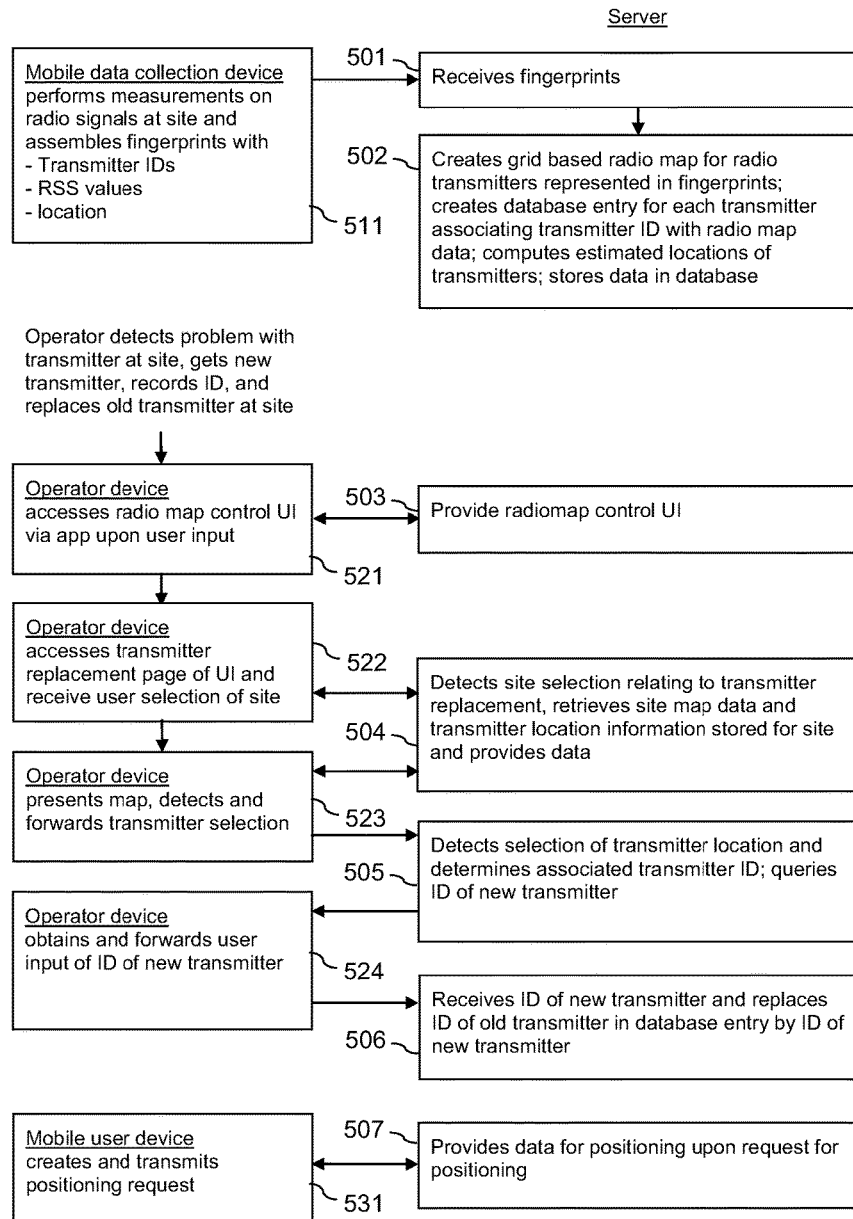 Server
Mobile data collection device
performs measurements on
radio signals at site and
assembles fingerprints with
- Transmitter IDs
- RSS values
- location
511
501
Receives fingerprints
502
Creates grid based radio map for radio
transmitters represented in fingerprints;
creates database entry for each transmitter
associating transmitter ID with radio map
data; computes estimated locations of
transmitters; stores data in database
Operator detects problem with
transmitter at site, gets new
transmitter, records ID, and
replaces old transmitter at site
Operator device
accesses radio map control UI
via app upon user input
521
503
Provide radiomap control UI
Operator device
accesses transmitter
replacement page of UI and
receive user selection of site
522
504
Detects site selection relating to transmitter
replacement, retrieves site map data and
transmitter location information stored for site
and provides data
Operator device
presents map, detects and
forwards transmitter selection
523
505
Detects selection of transmitter location and
determines associated transmitter ID; queries
ID of new transmitter
Operator device
obtains and forwards user
input of ID of new transmitter
524
506
Receives ID of new transmitter and replaces
ID of old transmitter in database entry by ID of
new transmitter
Mobile user device
creates and transmits
positioning request
531
507
Provides data for positioning upon request for
positioning